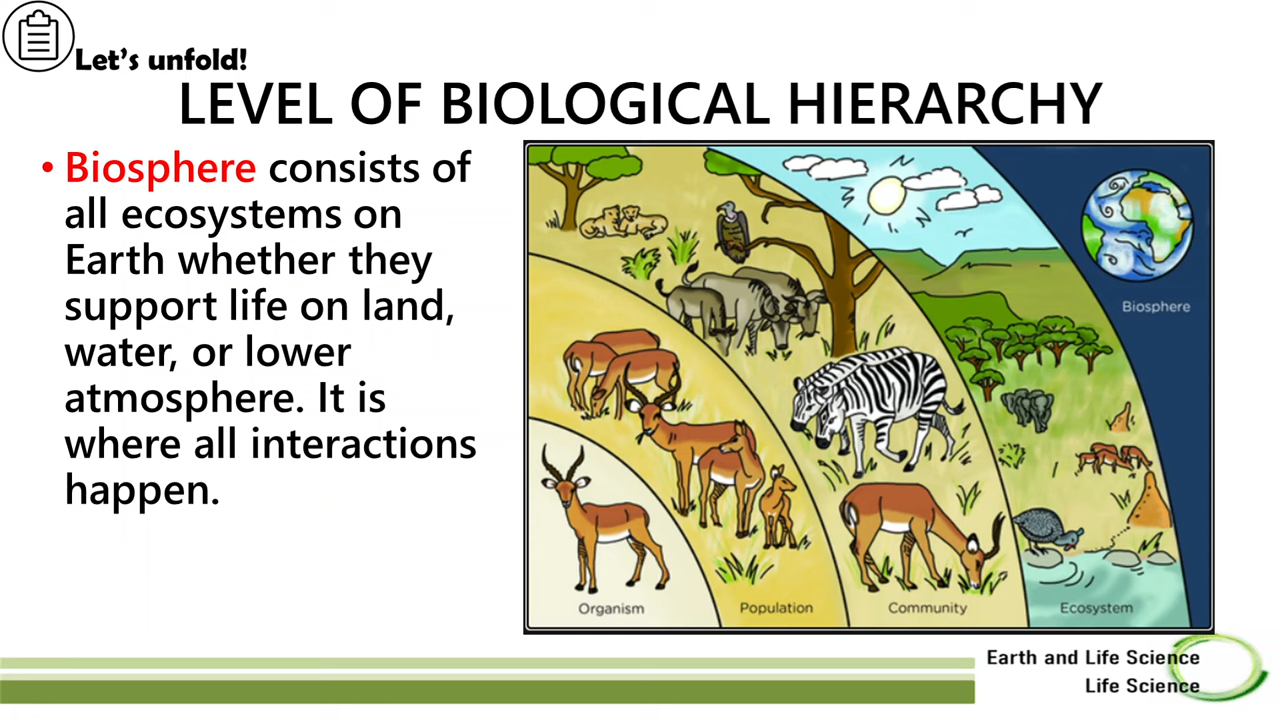 Let's unfold!
LEVEL OF BIOLOGICAL HIERARCHY
• Biosphere consists of
all ecosystems on
Earth whether they
support life on land,
water, or lower
atmosphere. It is
where all interactions
happen.
Biosphere
Organism
Population
Community
Ecosystem
Earth and Life Science
Life Science